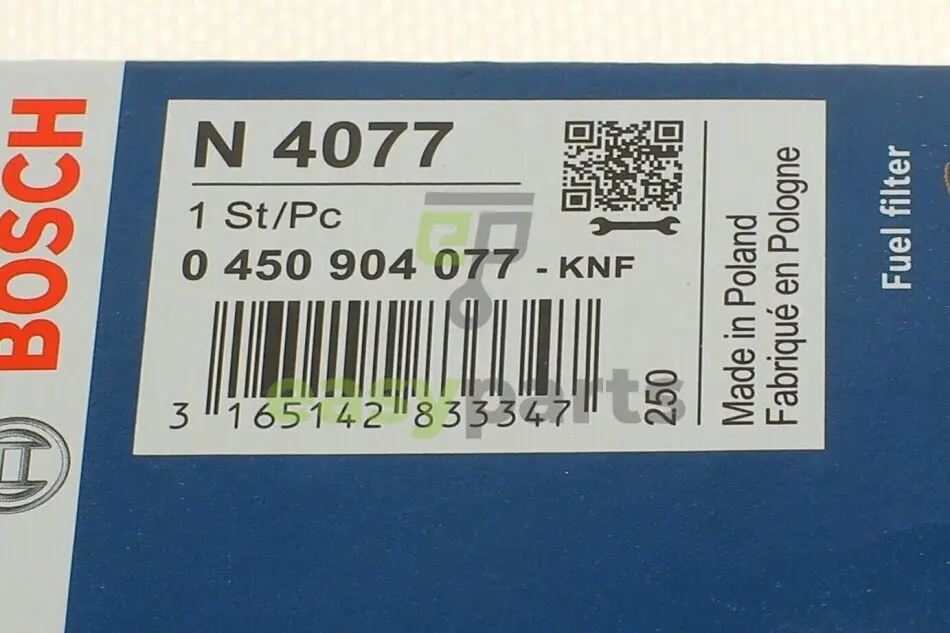 BOSCH
N 4077
1 St/Pc
0 450 904 077 - KNF
3 165142 833347
250
Made in Poland
Fabriqué en Pologne
Fuel filter
easyparts